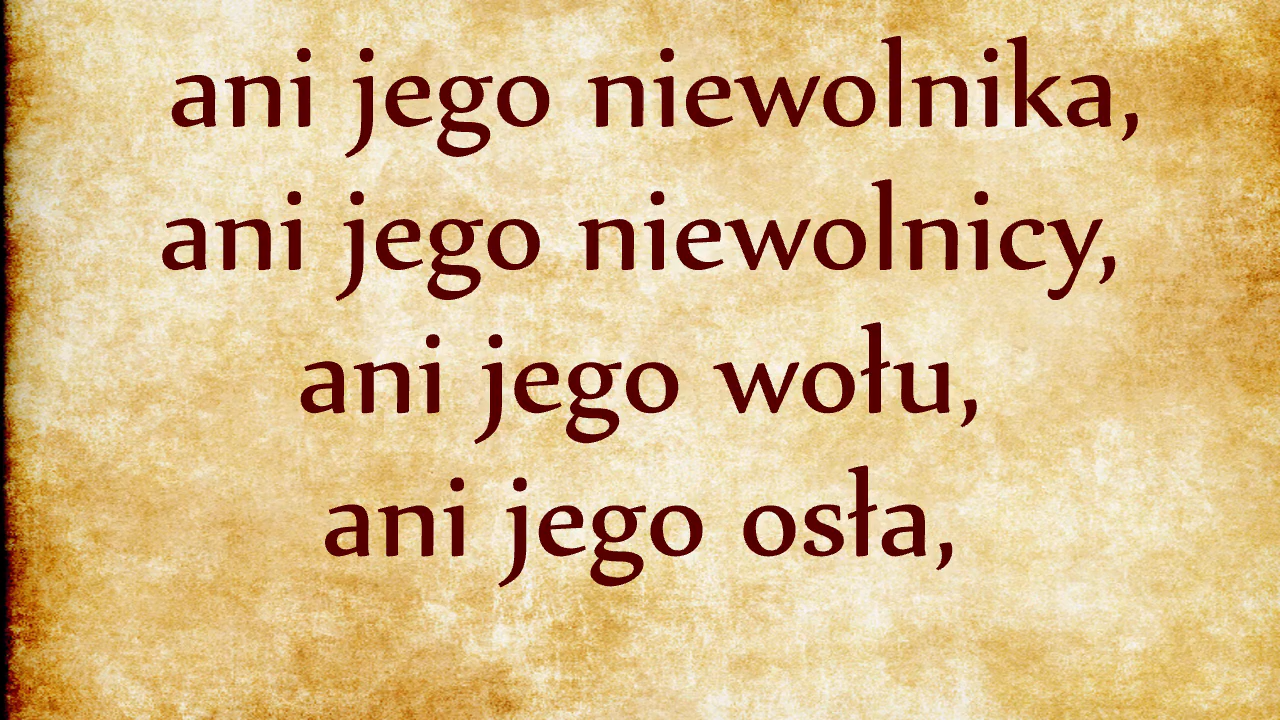 ani jego niewolnika,
ani jego niewolnicy,
ani jego wołu,
ani jego osła,